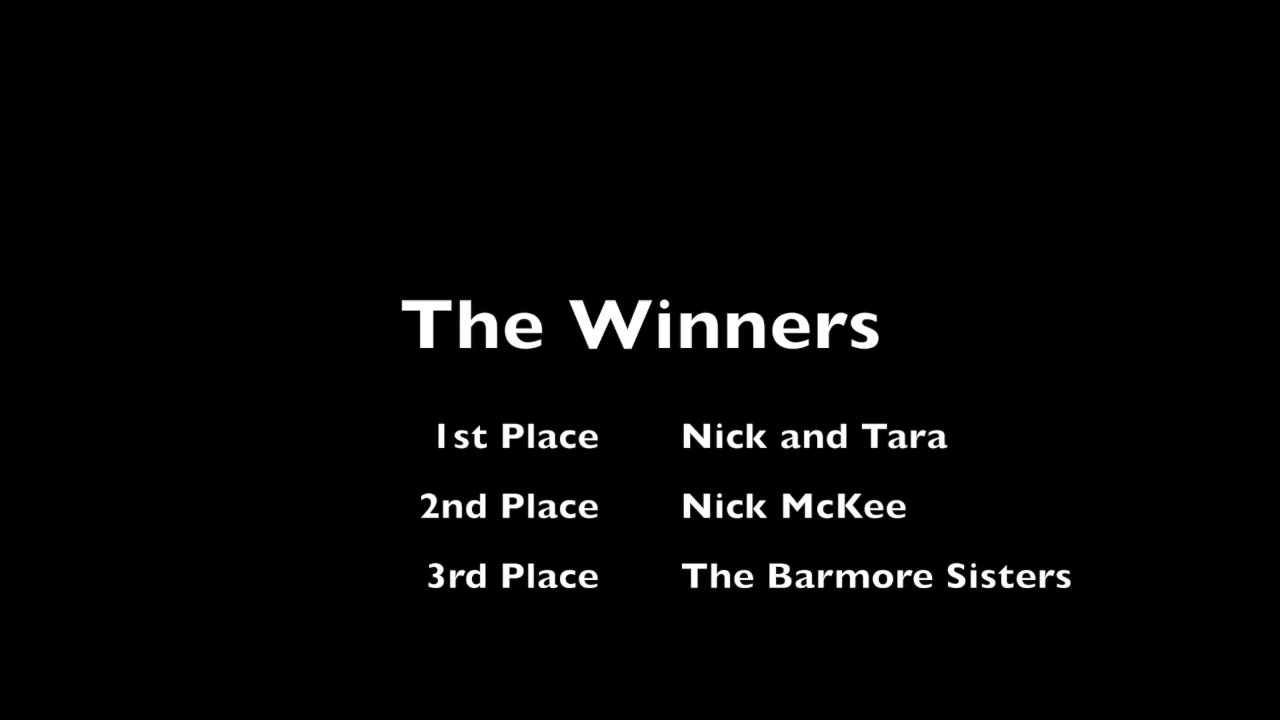 The Winners
1st Place Nick and Tara
2nd Place Nick McKee
3rd Place The Barmore Sisters